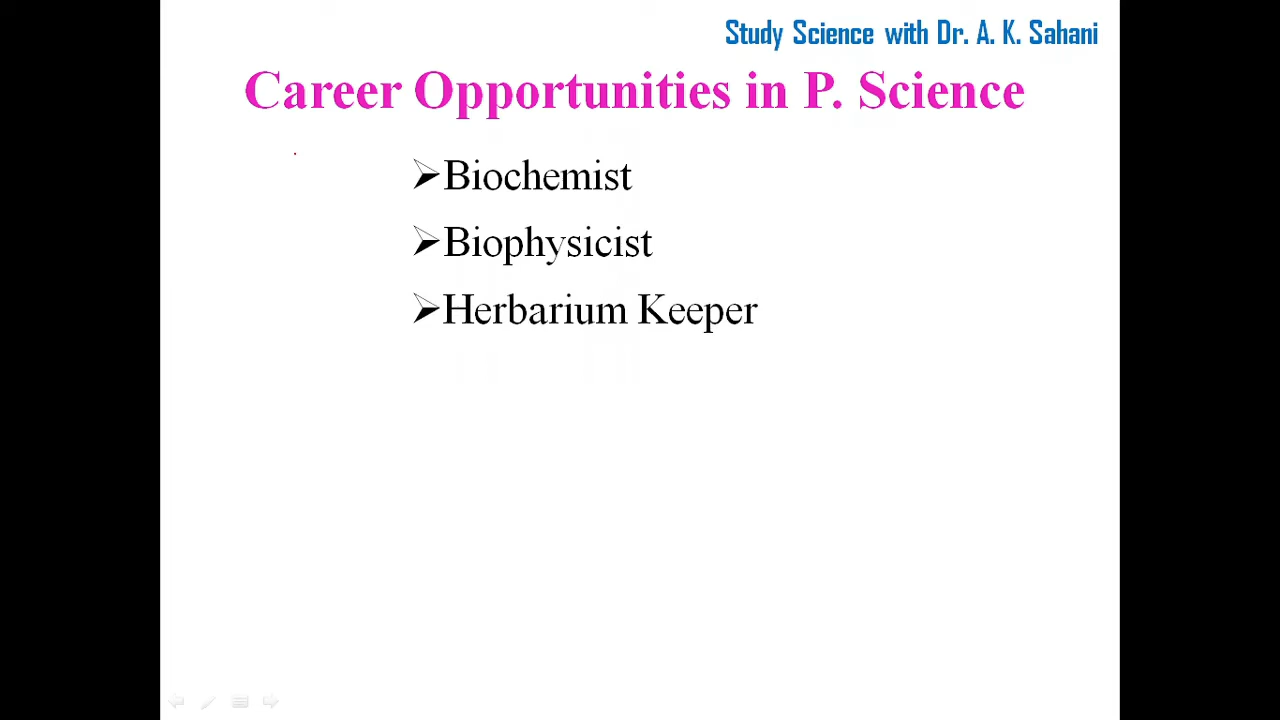 Study Science with Dr. A. K. Sahani
Career Opportunities in P. Science
➢Biochemist
➢Biophysicist
➢Herbarium Keeper